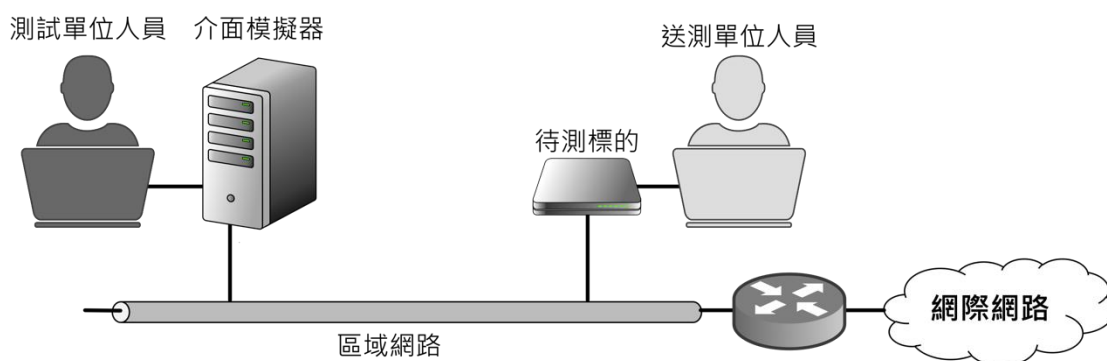 測試單位人員
介面模擬器
送測單位人員
待測標的
網際網路
區域網路